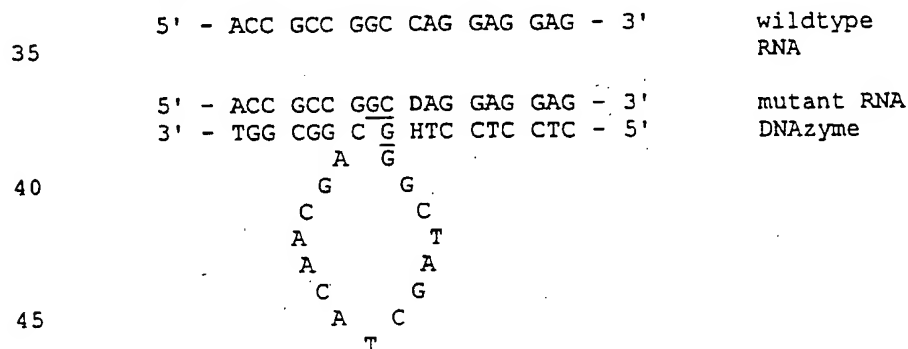 5' - ACC GCC GGC CAG GAG GAG - 3' wildtype
35 RNA
5' - ACC GCC GGC DAG GAG GAG - 3' mutant RNA
3' - TGG CGG C G HTC CTC CTC - 5' DNAzyme
A G
40 G G
C C
A T
A A
C G
45 A C
T